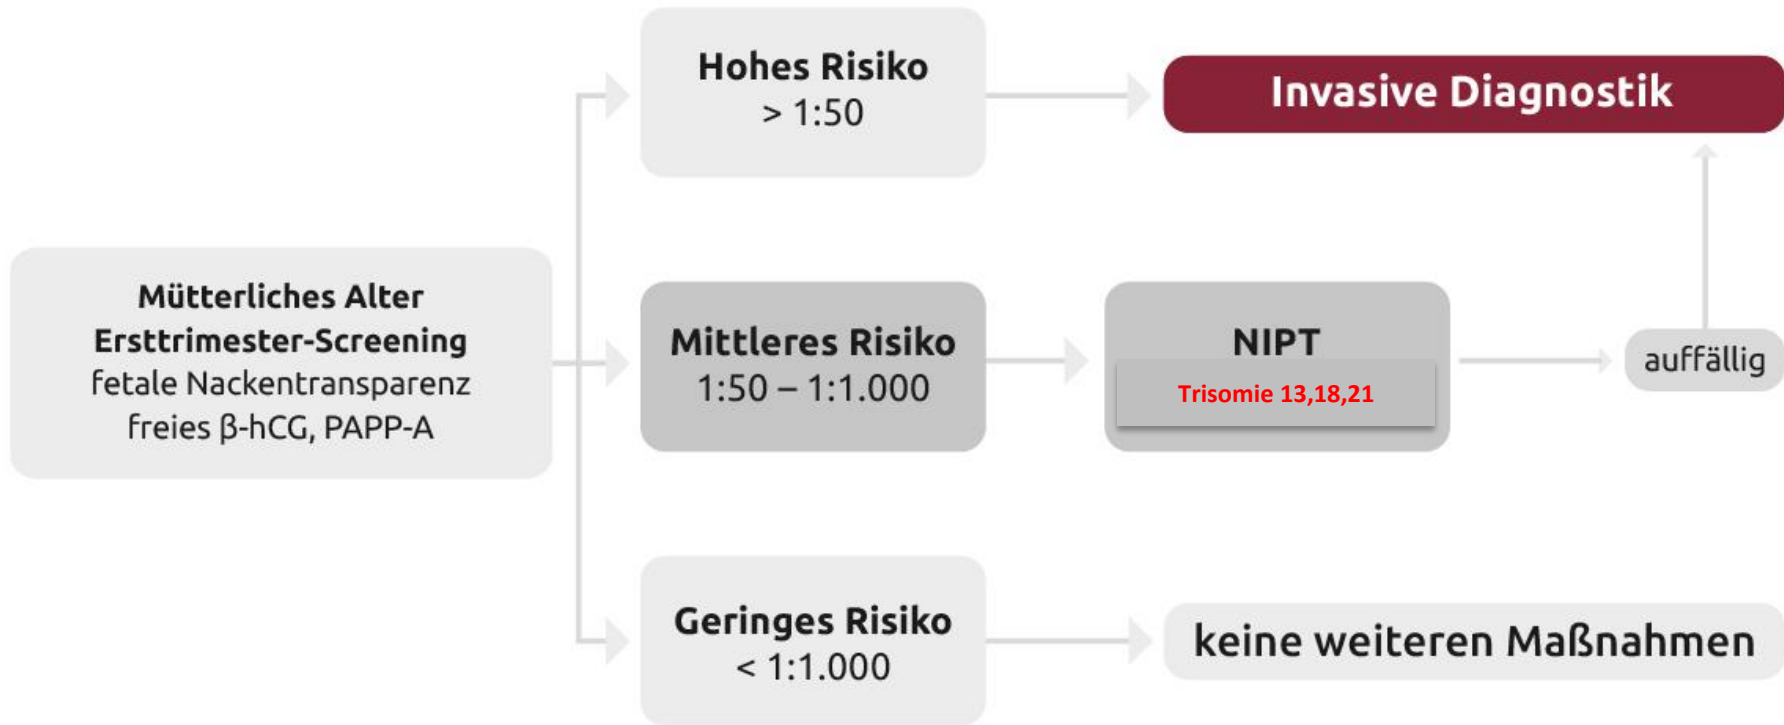 Mütterliches Alter
Ersttrimester-Screening
fetale Nackentransparenz
freies β-hCG, PAPP-A
Hohes Risiko
> 1:50
Invasive Diagnostik
Mittleres Risiko
1:50 – 1:1.000
NIPT
Trisomie 13,18,21
auffällig
Geringes Risiko
< 1:1.000
keine weiteren Maßnahmen